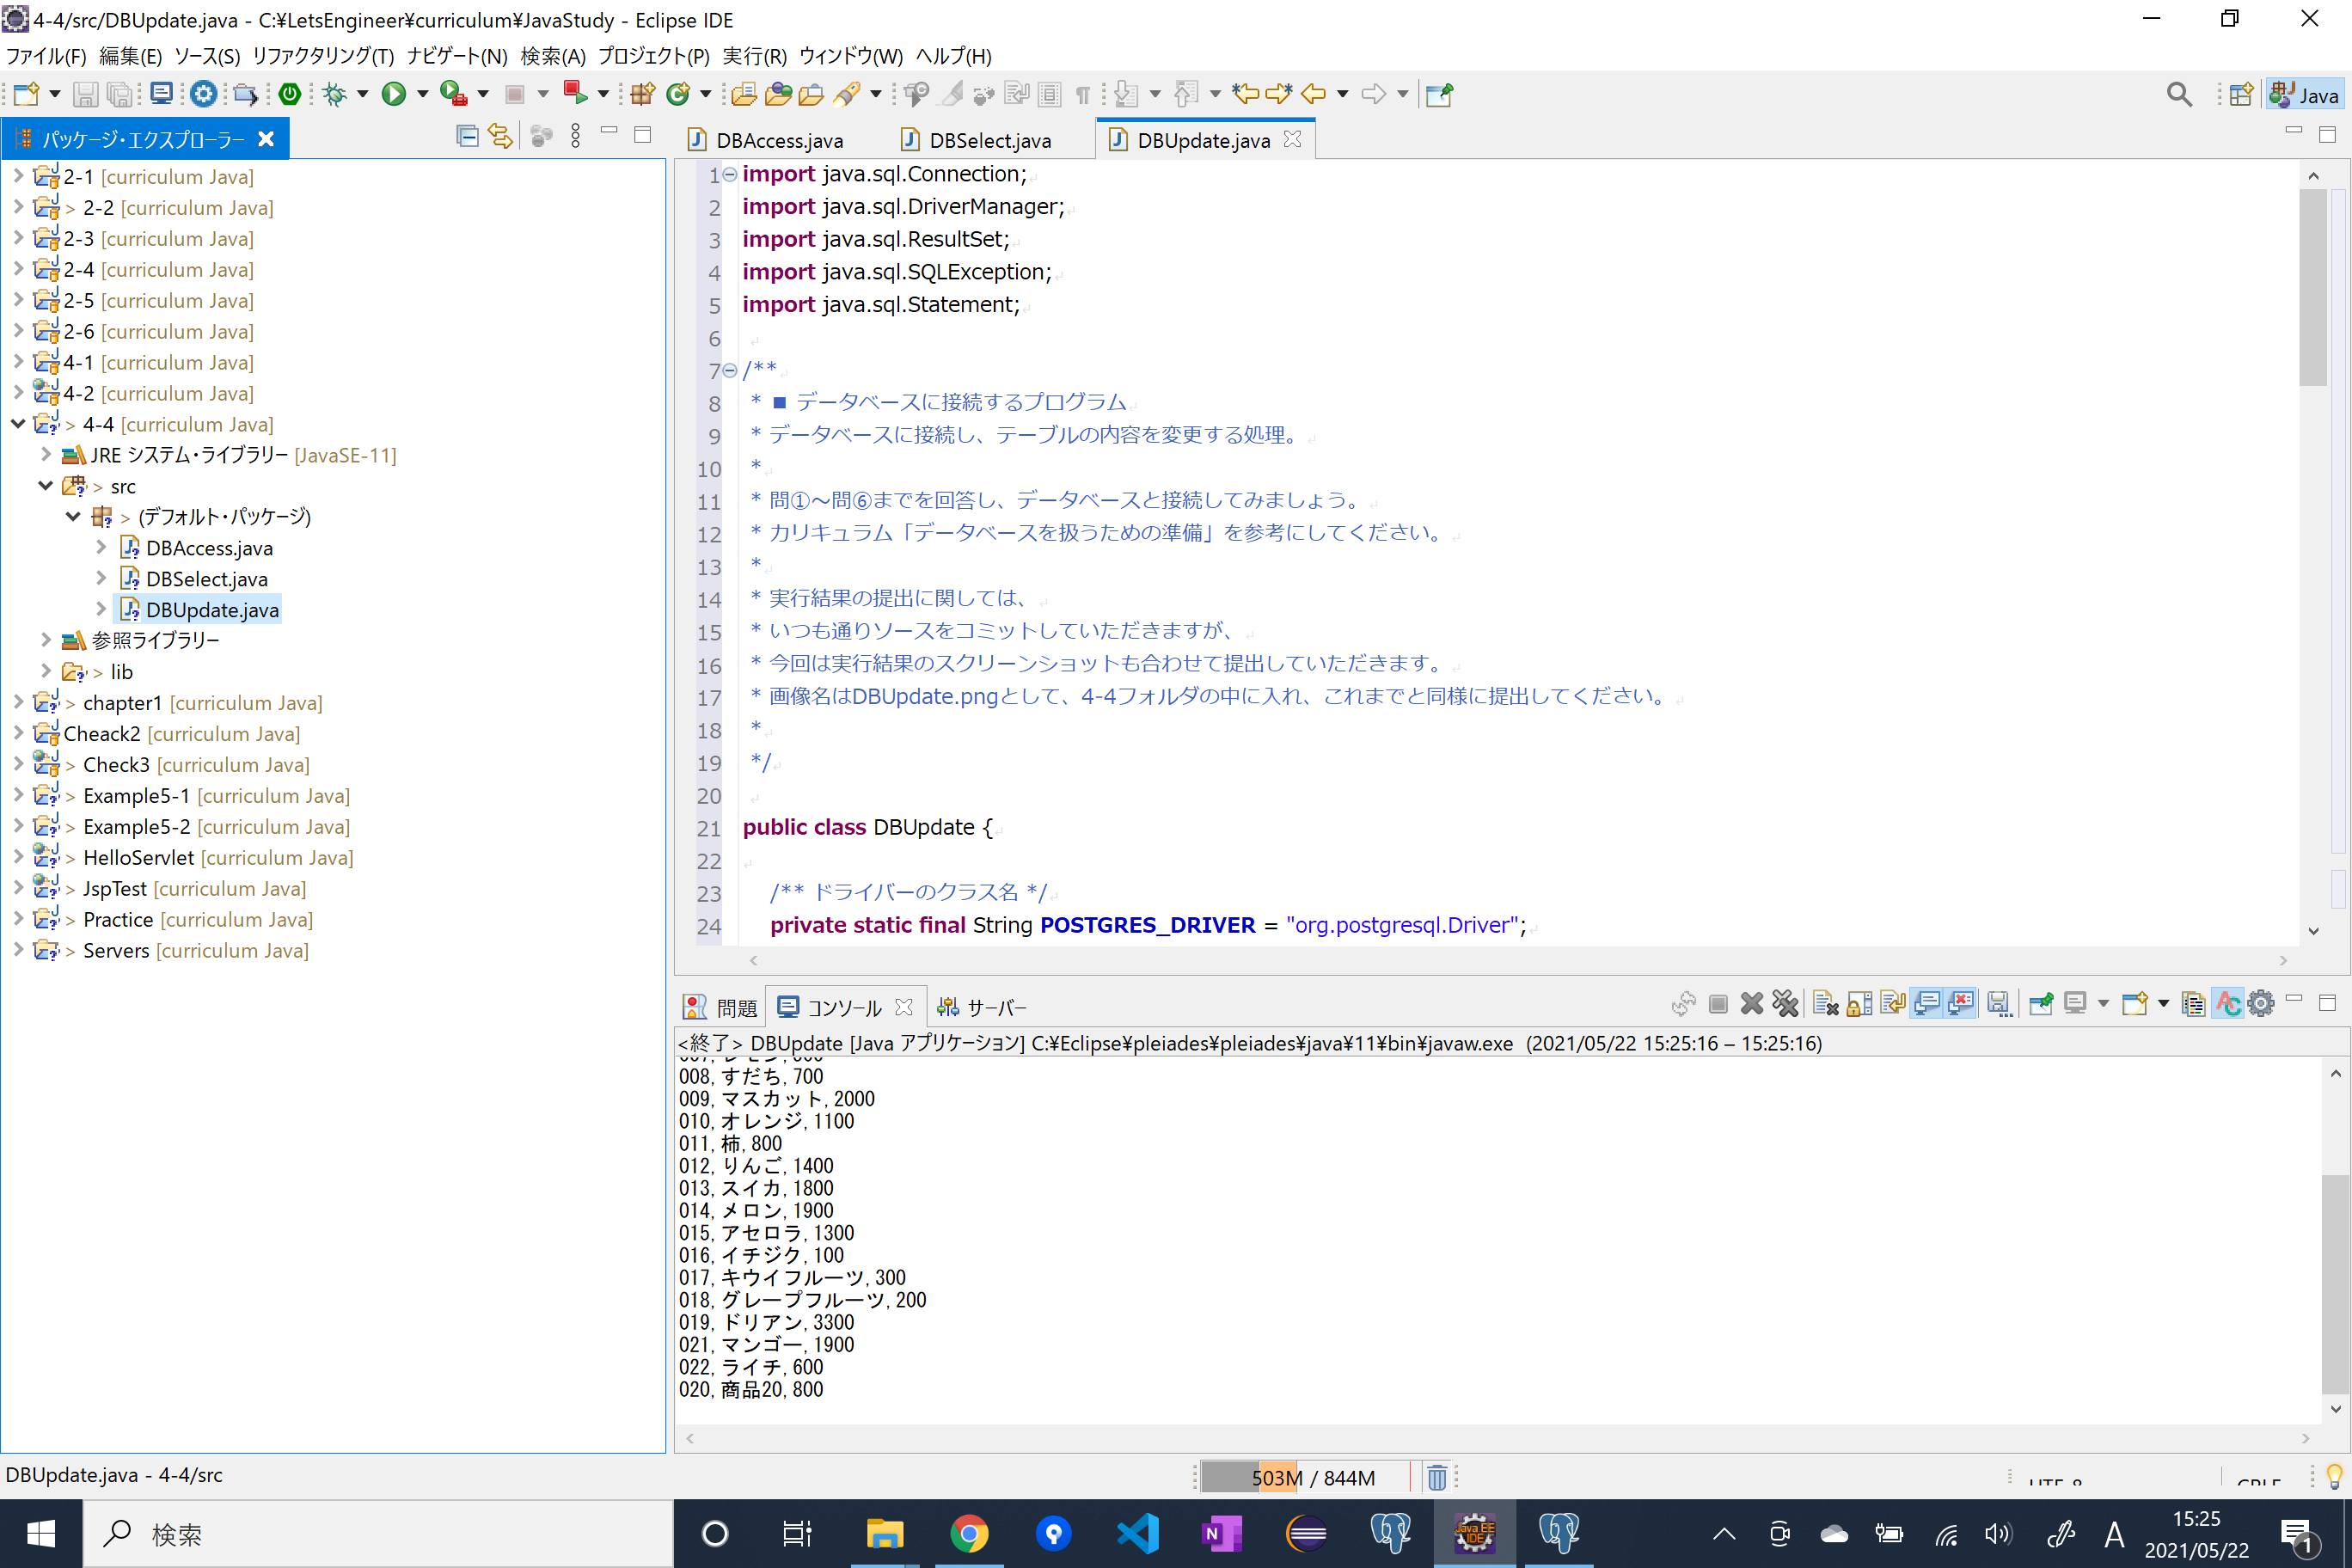 4-4/src/DBUpdate.java - C:¥LetsEngineer¥curriculum¥JavaStudy - Eclipse IDE
ファイル(F) 編集(E) ソース(S) リファクタリング(T) ナビゲート(N) 検索(A) プロジェクト(P) 実行(R) ウィンドウ(W) ヘルプ(H)
Java
パッケージ・エクスプローラー
2-1 [curriculum Java]
> 2-2 [curriculum Java]
2-3 [curriculum Java]
2-4 [curriculum Java]
2-5 [curriculum Java]
2-6 [curriculum Java]
4-1 [curriculum Java]
4-2 [curriculum Java]
> 4-4 [curriculum Java]
JRE システム・ライブラリー [JavaSE-11]
> src
> (デフォルト・パッケージ)
DBAccess.java
DBSelect.java
DBUpdate.java
参照ライブラリー
> lib
> chapter1 [curriculum Java]
Cheack2 [curriculum Java]
> Check3 [curriculum Java]
> Example5-1 [curriculum Java]
> Example5-2 [curriculum Java]
> HelloServlet [curriculum Java]
> JspTest [curriculum Java]
> Practice [curriculum Java]
> Servers [curriculum Java]
DBAccess.java DBSelect.java DBUpdate.java
1 import java.sql.Connection;
2 import java.sql.DriverManager;
3 import java.sql.ResultSet;
4 import java.sql.SQLException;
5 import java.sql.Statement;
6
7 /**
8 * ■ データベースに接続するプログラム
9 * データベースに接続し、テーブルの内容を変更する処理。
10 *
11 * 問①～問⑥までを回答し、データベースと接続してみましょう。
12 * カリキュラム「データベースを扱うための準備」を参考にしてください。
13 *
14 * 実行結果の提出に関しては、
15 * いつも通りソースをコミットしていただきますが、
16 * 今回は実行結果のスクリーンショットも合わせて提出していただきます。
17 * 画像名はDBUpdate.pngとして、4-4フォルダの中に入れ、これまでと同様に提出してください。
18 *
19 */
20
21 public class DBUpdate {
22
23 /** ドライバーのクラス名 */
24 private static final String POSTGRES_DRIVER = "org.postgresql.Driver";
問題 コンソール サーバー
<終了> DBUpdate [Java アプリケーション] C:¥Eclipse¥pleiades¥pleiades¥java¥11¥bin¥javaw.exe (2021/05/22 15:25:16 – 15:25:16)
008,すだち,700
009,マスカット,2000
010,オレンジ,1100
011,柿,800
012,りんご,1400
013,スイカ,1800
014,メロン,1900
015,アセロラ,1300
016,イチジク,100
017,キウイフルーツ,300
018,グレープフルーツ,200
019,ドリアン,3300
021,マンゴー,1900
022,ライチ,600
020,商品20,800
DBUpdate.java - 4-4/src
503M / 844M
検索
A
15:25
2021/05/22
1